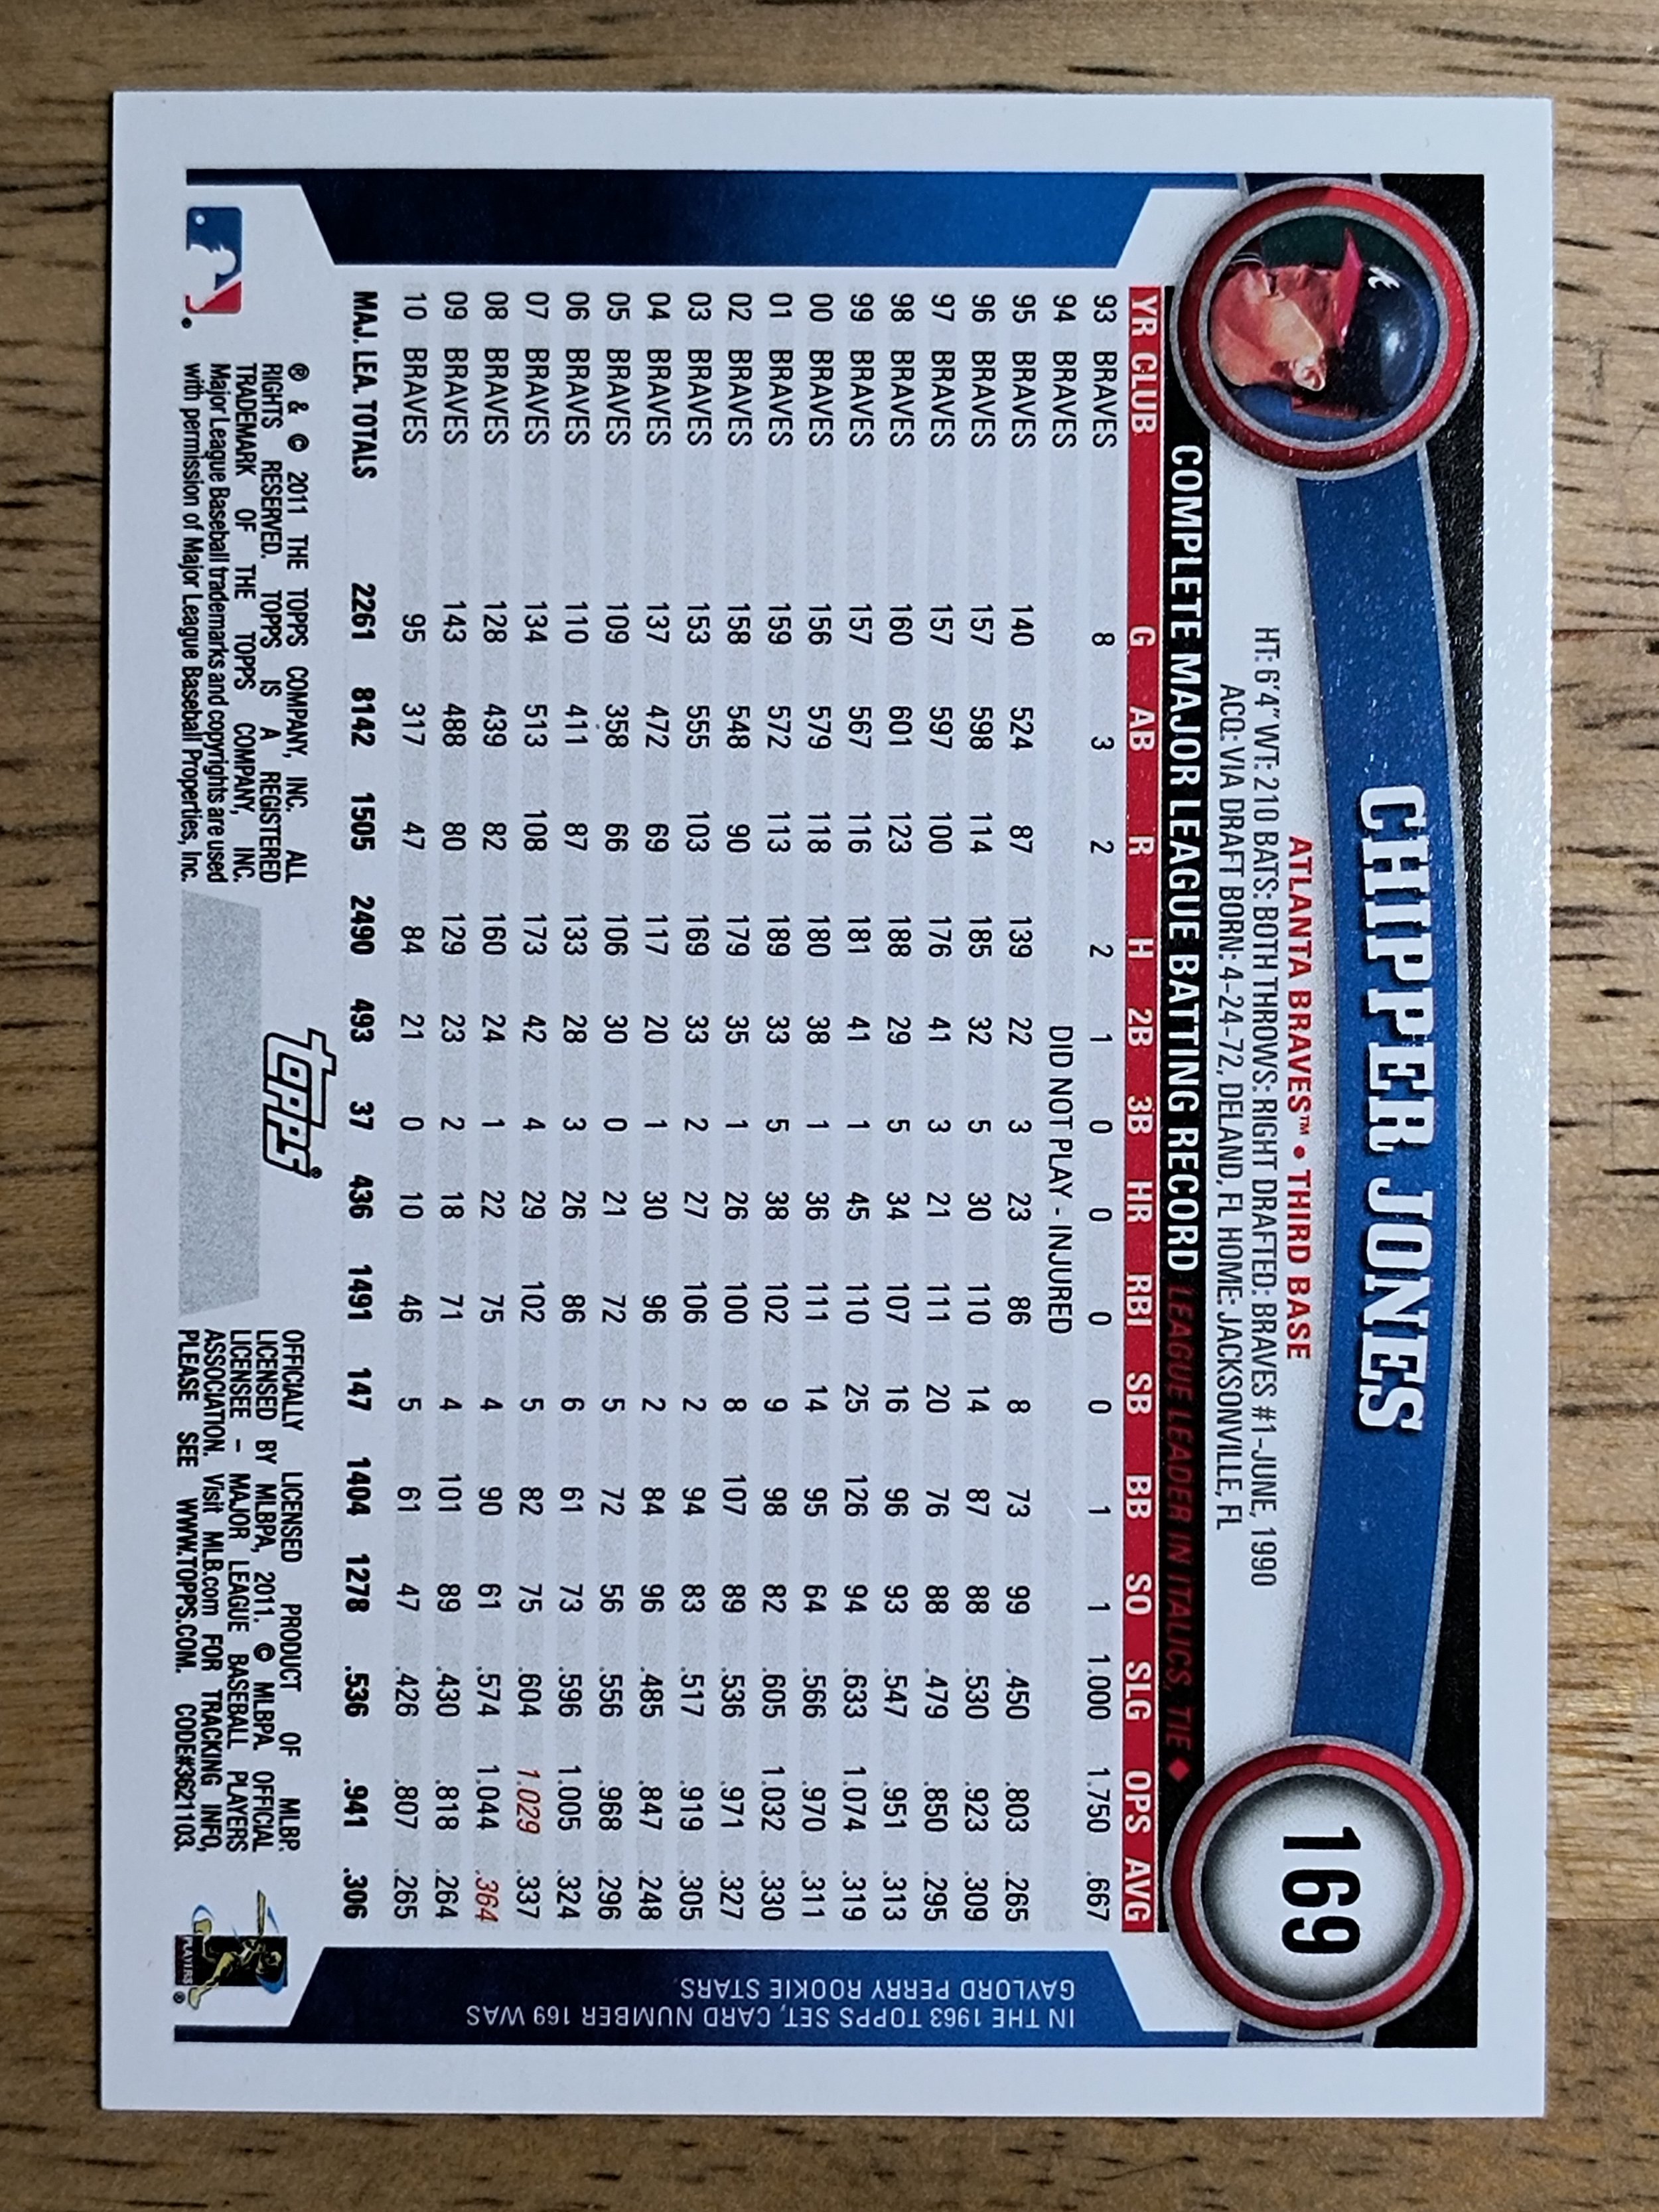 CHIPPER JONES
169
ATLANTA BRAVES™ • THIRD BASE
HT: 6'4" WT: 210 BATS: BOTH THROWS: RIGHT DRAFTED: BRAVES #1-JUNE, 1990
ACQ: VIA DRAFT BORN: 4-24-72, DELAND, FL HOME: JACKSONVILLE, FL
COMPLETE MAJOR LEAGUE BATTING RECORD LEAGUE LEADER IN ITALICS, TIE ♦
YR CLUB G AB R H 2B 3B HR RBI SB BB SO SLG OPS AVG
93 BRAVES 8 3 2 2 1 0 0 0 0 1 1 1.000 1.750 .667
94 BRAVES DID NOT PLAY - INJURED
95 BRAVES 140 524 87 139 22 3 23 86 8 73 99 .450 .803 .265
96 BRAVES 157 598 114 185 32 5 30 110 14 87 88 .530 .923 .309
97 BRAVES 157 597 100 176 41 3 21 111 20 76 88 .479 .850 .295
98 BRAVES 160 601 123 188 29 5 34 107 16 96 93 .547 .951 .313
99 BRAVES 157 567 116 181 41 1 45 110 25 126 94 .633 1.074 .319
00 BRAVES 156 579 118 180 38 1 36 111 14 95 64 .566 .970 .311
01 BRAVES 159 572 113 189 33 5 38 102 9 98 82 .605 1.032 .330
02 BRAVES 158 548 90 179 35 1 26 100 8 107 89 .536 .971 .327
03 BRAVES 153 555 103 169 33 2 27 106 2 94 83 .517 .919 .305
04 BRAVES 137 472 69 117 20 1 30 96 2 84 96 .485 .847 .248
05 BRAVES 109 358 66 106 30 0 21 72 5 72 56 .556 .968 .296
06 BRAVES 110 411 87 133 28 3 26 86 6 61 73 .596 1.005 .324
07 BRAVES 134 513 108 173 42 4 29 102 5 82 75 .604 1.029 .337
08 BRAVES 128 439 82 160 24 1 22 75 4 90 61 .574 1.044 .364
09 BRAVES 143 488 80 129 23 2 18 71 4 101 89 .430 .818 .264
10 BRAVES 95 317 47 84 21 0 10 46 5 61 47 .426 .807 .265
MAJ. LEA. TOTALS 2261 8142 1505 2490 493 37 436 1491 147 1404 1278 .536 .941 .306
IN THE 1963 TOPPS SET, CARD NUMBER 169 WAS
GAYLORD PERRY ROOKIE STARS.
® & © 2011 THE TOPPS COMPANY, INC. ALL
RIGHTS RESERVED. TOPPS IS A REGISTERED
TRADEMARK OF THE TOPPS COMPANY, INC.
Major League Baseball trademarks and copyrights are used
with permission of Major League Baseball Properties, Inc.
topps®
OFFICIALLY LICENSED PRODUCT OF MLBP.
LICENSED BY MLBPA, 2011. © MLBPA. OFFICIAL
LICENSEE – MAJOR LEAGUE BASEBALL PLAYERS
ASSOCIATION. Visit MLB.com FOR TRACKING INFO,
PLEASE SEE WWW.TOPPS.COM. CODE#3621103.
PLAYERS ®